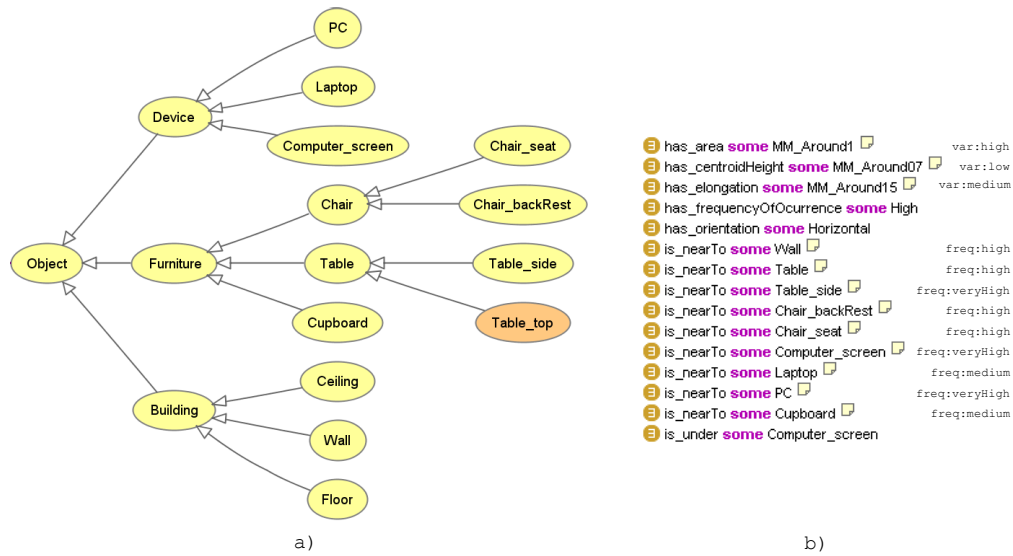 PC
Laptop
Device
Computer_screen
Chair_seat
Chair
Chair_backRest
Object
Furniture
Table
Table_side
Cupboard
Table_top
Ceiling
Building
Wall
Floor
a)
has_area some MM_Around1 var:high
has_centroidHeight some MM_Around07 var:low
has_elongation some MM_Around15 var:medium
has_frequencyOfOcurrence some High
has_orientation some Horizontal
is_nearTo some Wall freq:high
is_nearTo some Table freq:high
is_nearTo some Table_side freq:veryHigh
is_nearTo some Chair_backRest freq:high
is_nearTo some Chair_seat freq:high
is_nearTo some Computer_screen freq:veryHigh
is_nearTo some Laptop freq:medium
is_nearTo some PC freq:veryHigh
is_nearTo some Cupboard freq:medium
is_under some Computer_screen
b)